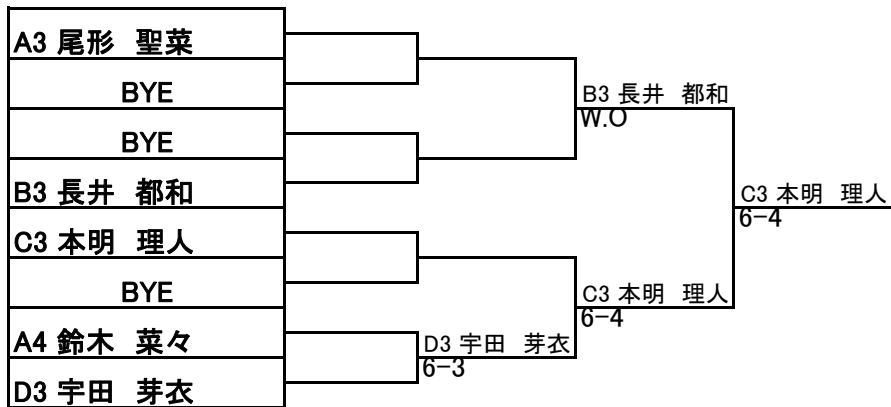 A3 尾形　聖菜
BYE
BYE
B3 長井　都和
C3 本明　理人
BYE
A4 鈴木　菜々
D3 宇田　芽衣
D3 宇田　芽衣
6-3
B3 長井　都和
W.O
C3 本明　理人
6-4
C3 本明　理人
6-4